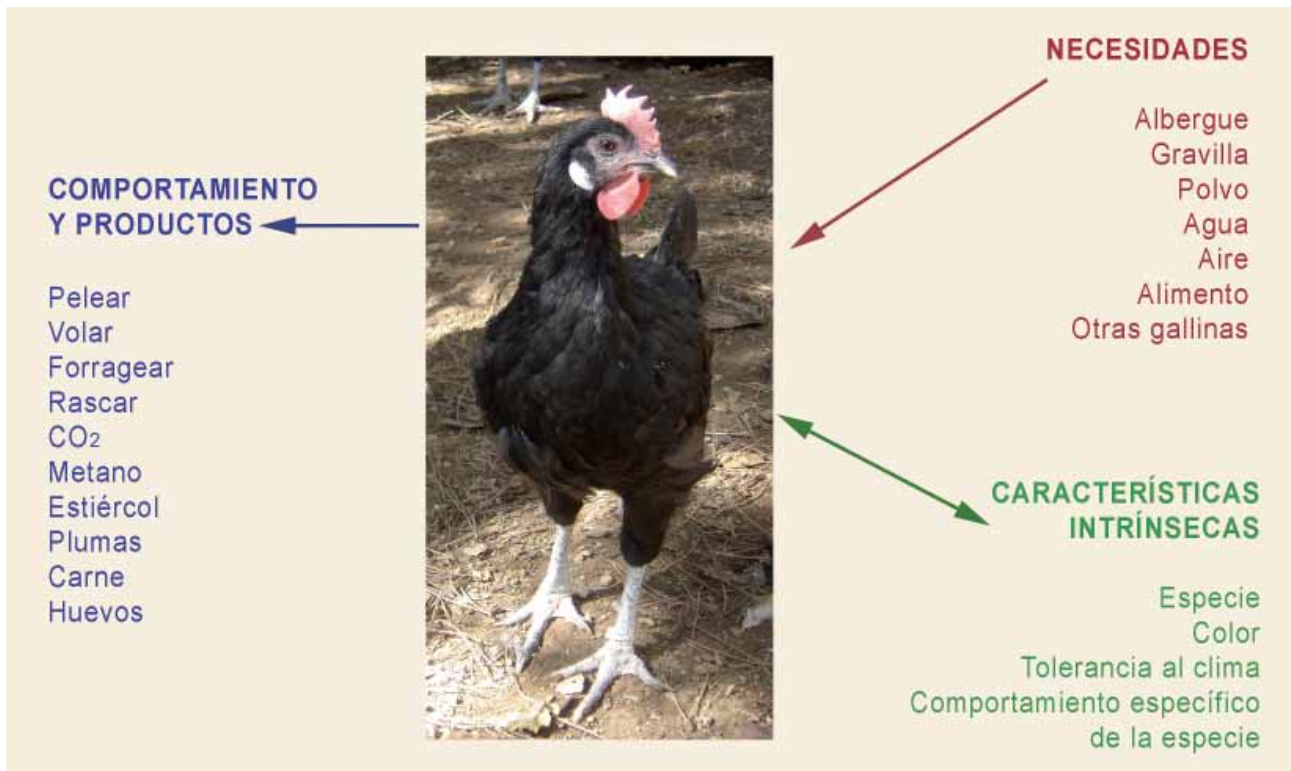 COMPORTAMIENTO
Y PRODUCTOS
Pelear
Volar
Forragear
Rascar
CO2
Metano
Estiércol
Plumas
Carne
Huevos
NECESIDADES
Albergue
Gravilla
Polvo
Agua
Aire
Alimento
Otras gallinas
CARACTERÍSTICAS
INTRÍNSECAS
Especie
Color
Tolerancia al clima
Comportamiento específico
de la especie